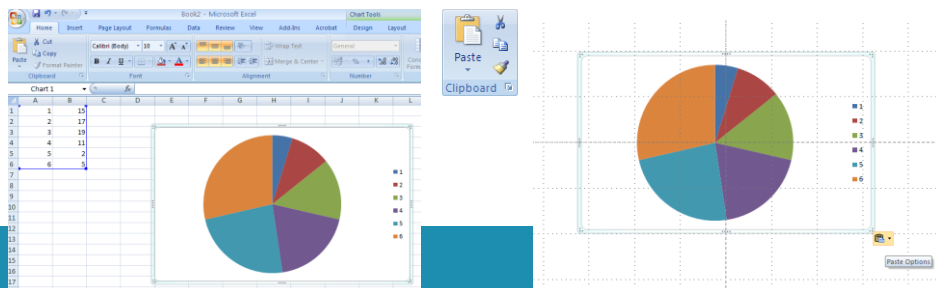 Book2 - Microsoft Excel
Chart Tools
Home Insert Page Layout Formulas Data Review View Add-Ins Acrobat Design Layout
Paste
Cut
Copy
Format Painter
Clipboard
Calibri (Body) 10 A A
B I U A
Font
Wrap Text
Merge & Center
Alignment
General
$ % ,
Number
Chart 1 fx
A B C D E F G H I J K L
1 1 15
2 2 17
3 3 19
4 4 11
5 5 2
6 6 5
7
8
9
10
11
12
13
14
15
16
17
1
2
3
4
5
6
Paste
Clipboard
1
2
3
4
5
6
Paste Options